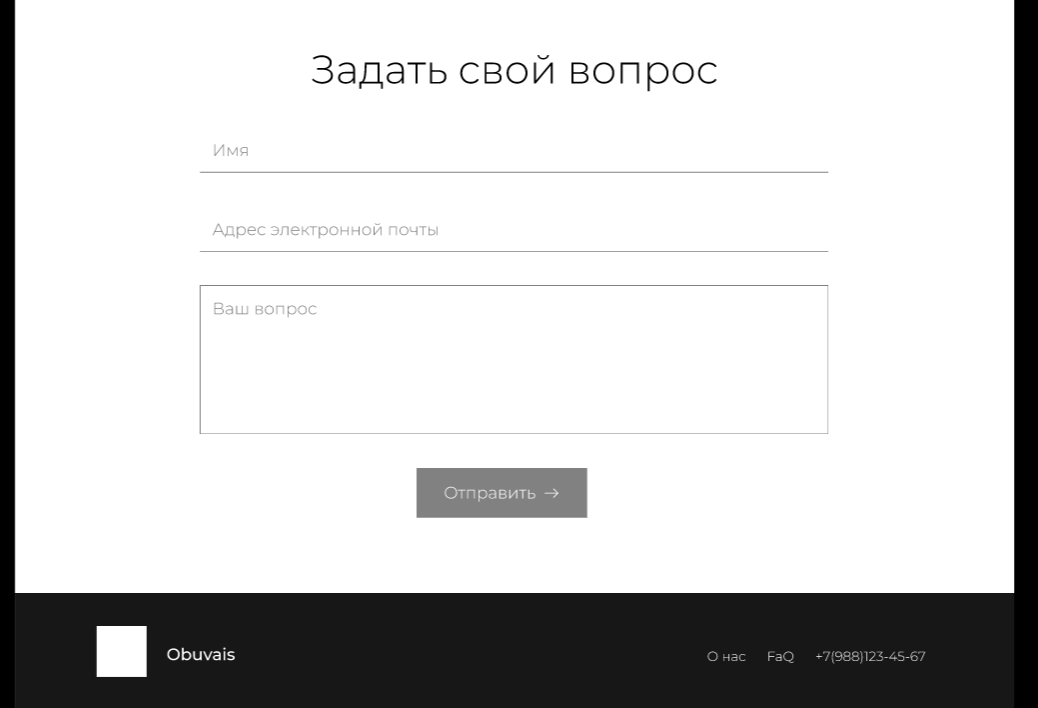 Задать свой вопрос
Имя
Адрес электронной почты
Ваш вопрос
Отправить →
Obuvais
О нас FaQ +7(988)123-45-67